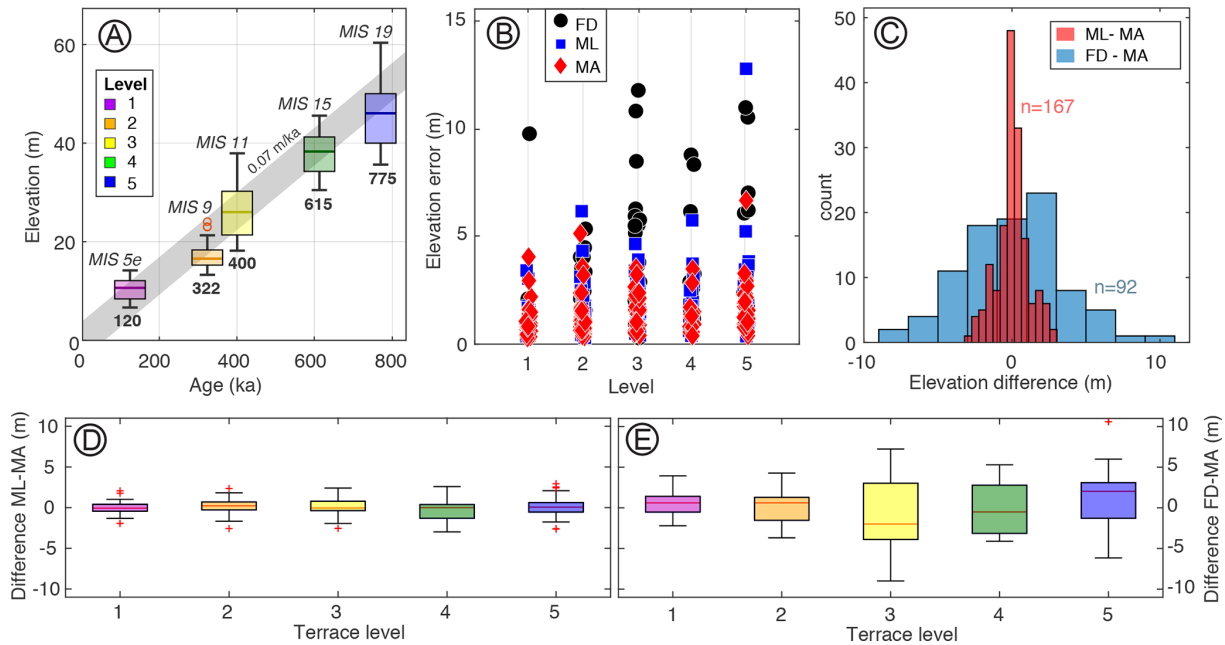 A
MIS 19
MIS 15
MIS 11
MIS 9
MIS 5e
0.07 m/ka
Level
1
2
3
4
5
120
322
400
615
775
60
40
20
0
0
200
400
600
800
Elevation (m)
Age (ka)
B
FD
ML
MA
15
10
5
0
1
2
3
4
5
Elevation error (m)
Level
C
ML- MA
FD - MA
n=167
n=92
50
40
30
20
10
0
-10
0
10
count
Elevation difference (m)
D
10
5
0
-5
-10
1
2
3
4
5
Difference ML-MA (m)
Terrace level
E
10
5
0
-5
-10
1
2
3
4
5
Difference FD-MA (m)
Terrace level